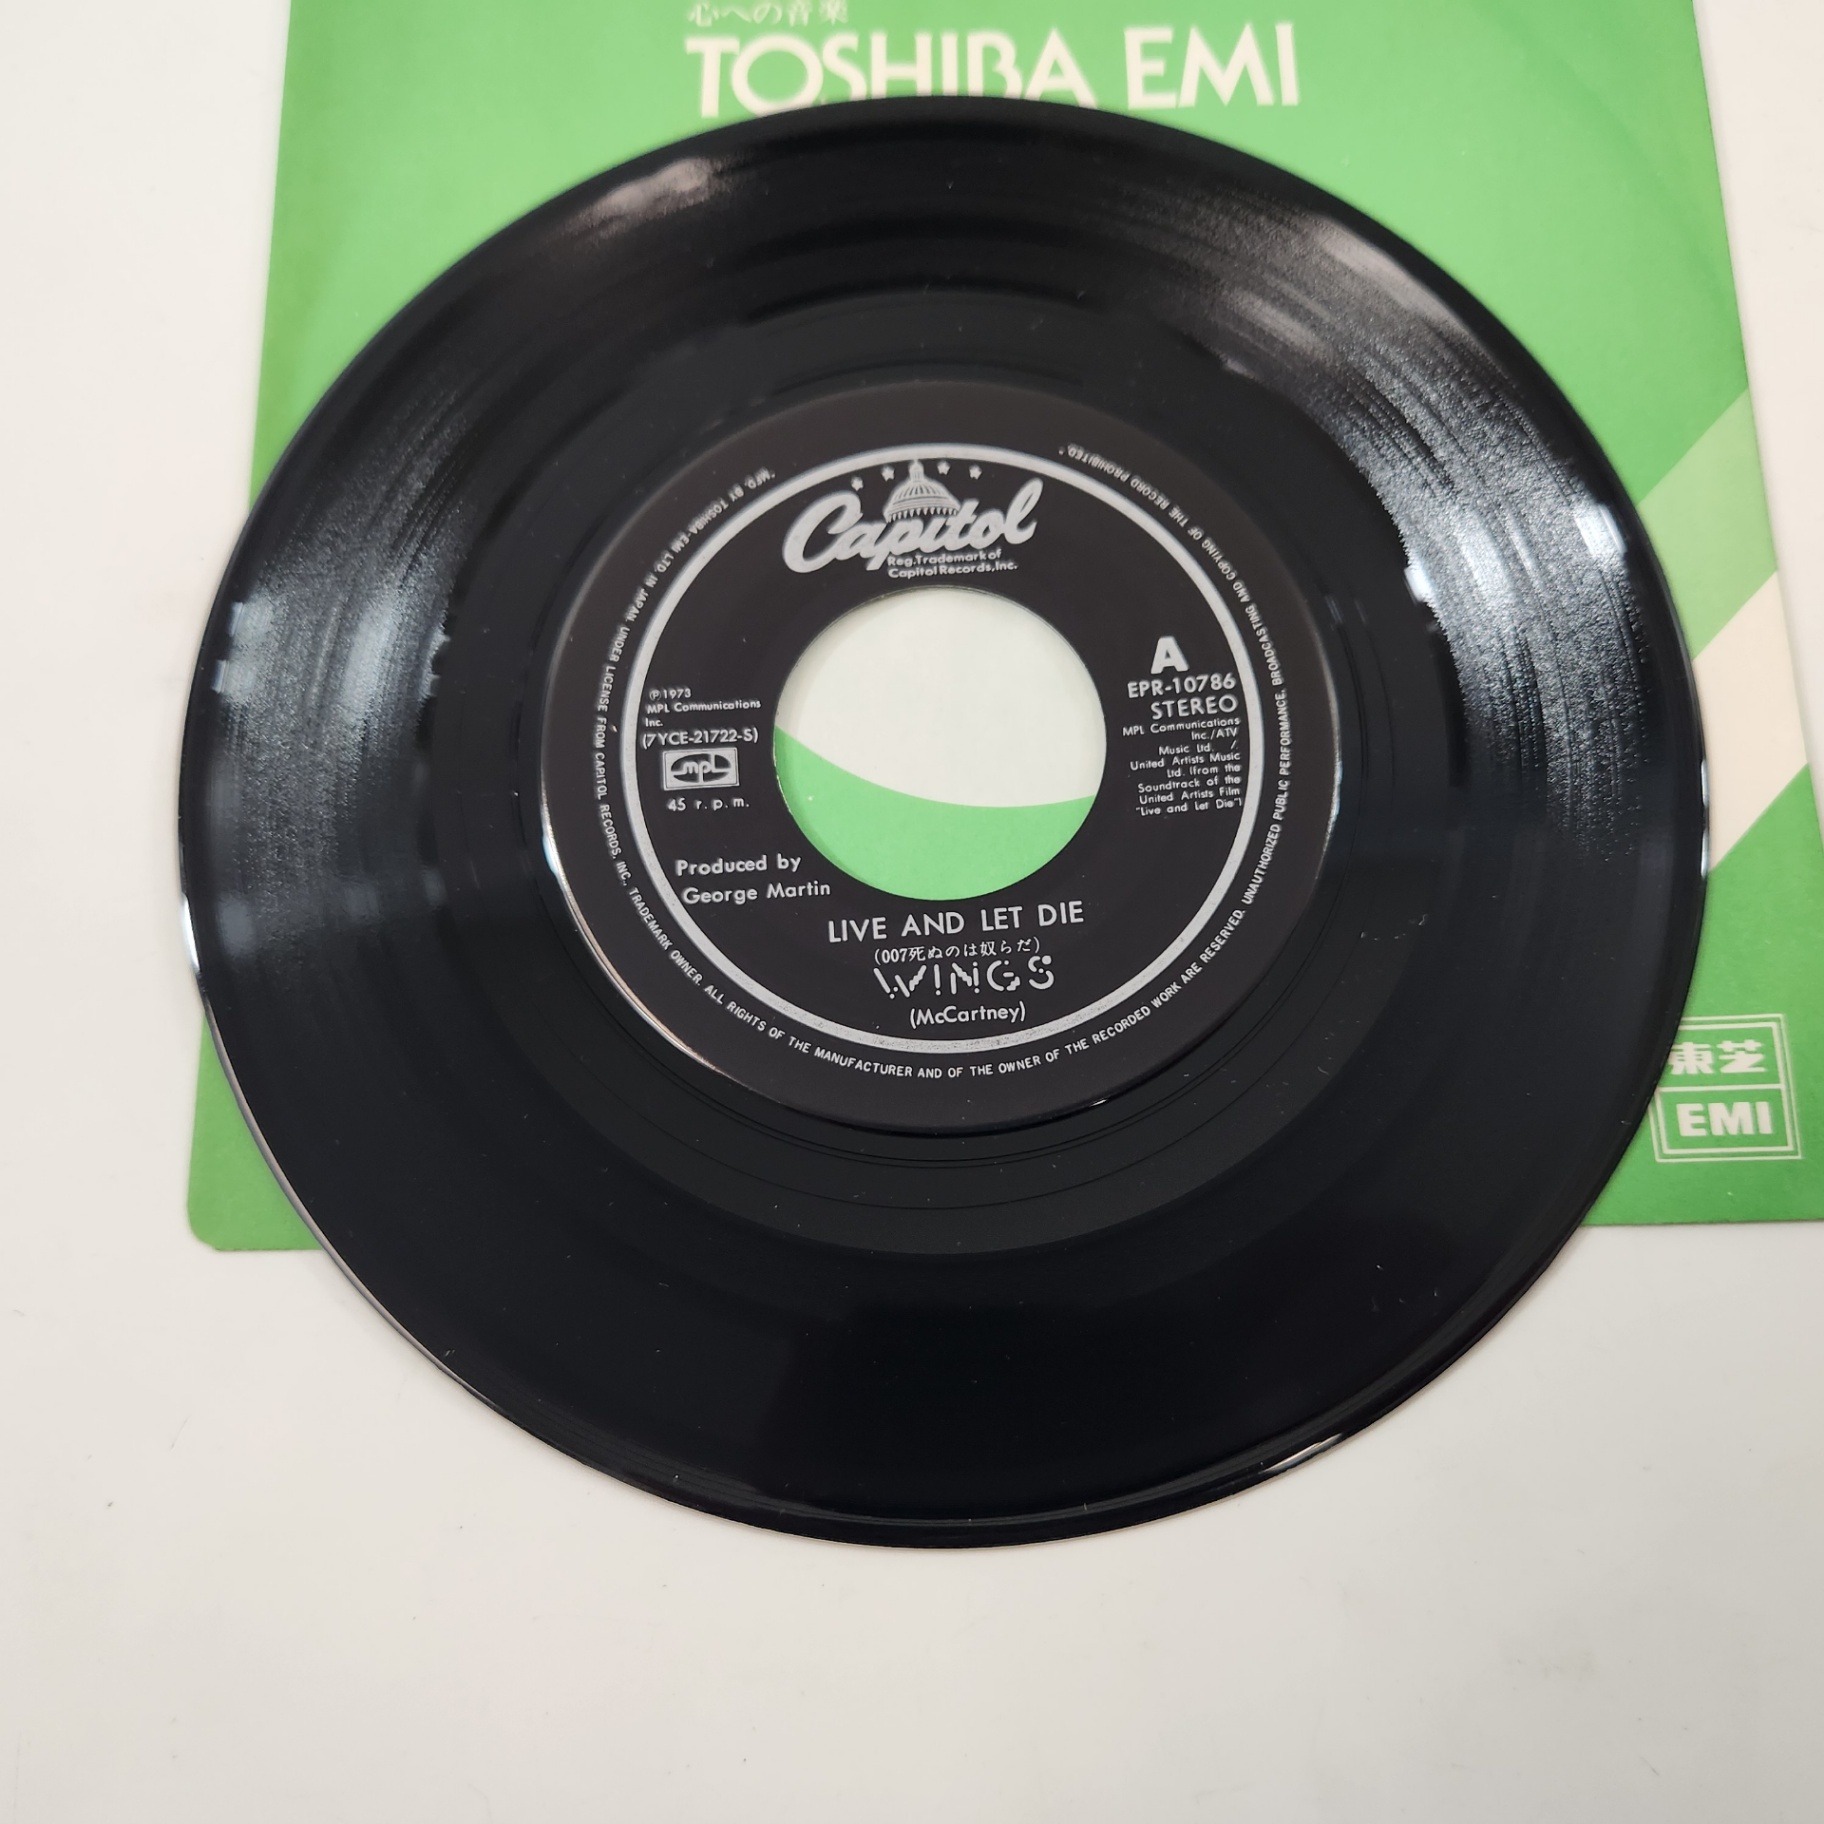 心への音楽
TOSHIBA EMI
Capitol
Reg. Trademark of
Capitol Records, Inc.
Ⓟ1973
MPL Communications
Inc.
(7YCE-21722-S)
mpl
45 r.p.m.
A
EPR-10786
STEREO
MPL Communications
Inc./ATV
Music Ltd. /
United Artists Music
Ltd. (from the
Soundtrack of the
United Artists Film
"Live and Let Die")
Produced by
George Martin
LIVE AND LET DIE
(007死ぬのは奴らだ)
WINGS
(McCartney)
"MFD. BY TOSHIBA-EMI LTD IN JAPAN. UNDER LICENSE FROM CAPITOL RECORDS, INC., TRADEMARK OWNER. ALL RIGHTS OF THE MANUFACTURER AND OF THE OWNER OF THE RECORDED WORK ARE RESERVED. UNAUTHORIZED PUBLIC PERFORMANCE, BROADCASTING AND COPYING OF THE RECORD PROHIBITED."
東芝
EMI